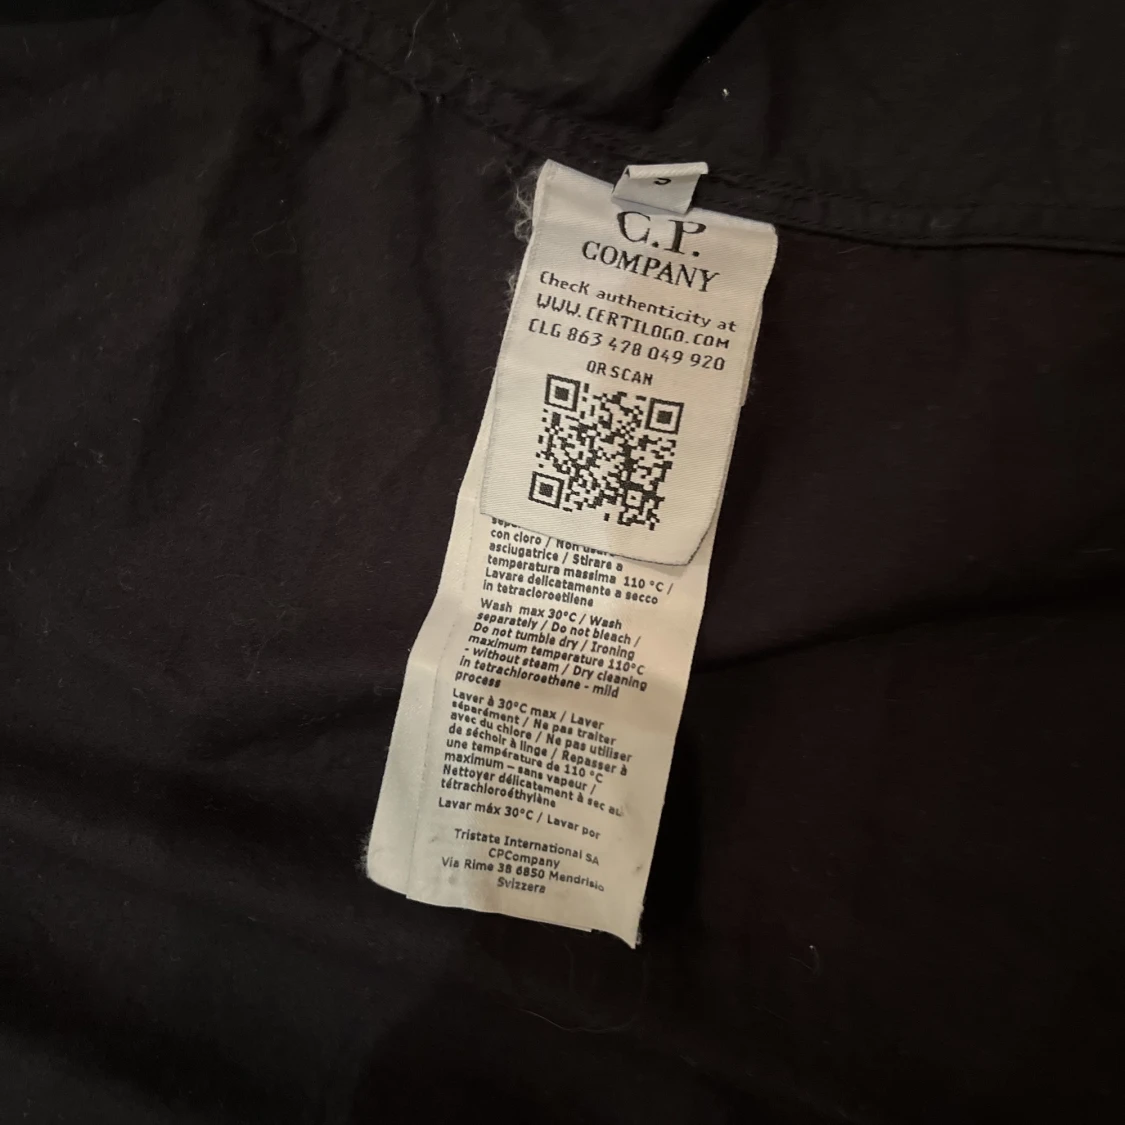 S
C.P.
COMPANY
Check authenticity at
WWW.CERTILOGO.COM
CLG 863 478 049 920
OR SCAN
con cloro / Non usare
asciugatrice / Stirare a
temperatura massima 110 °C /
Lavare delicatamente a secco
in tetracloroetilene
Wash max 30°C / Wash
separately / Do not bleach /
Do not tumble dry / Ironing
maximum temperature 110°C
- without steam / Dry cleaning
in tetrachloroethene - mild
process
Laver à 30°C max / Laver
séparément / Ne pas traiter
avec du chlore / Ne pas utiliser
de séchoir à linge / Repasser à
une température de 110 °C
maximum – sans vapeur /
Nettoyer délicatement à sec au
tétrachloroéthylène
Lavar máx 30°C / Lavar por
Tristate International SA
CPCompany
Via Rime 38 6850 Mendrisio
Svizzera